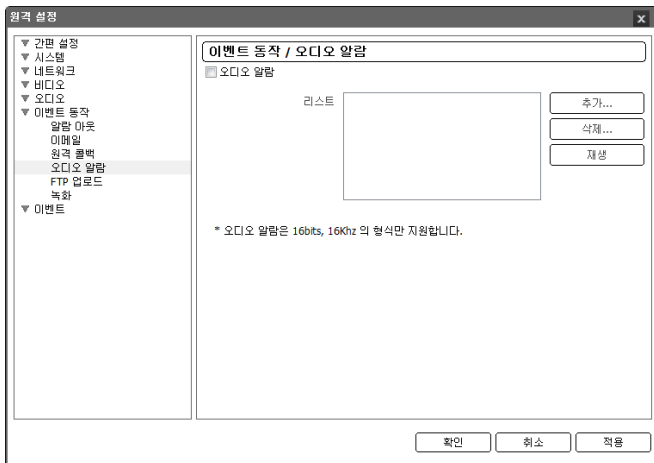 원격 설정
간편 설정
시스템
네트워크
비디오
오디오
이벤트 동작
알람 아웃
이메일
원격 콜백
오디오 알람
FTP 업로드
녹화
이벤트
이벤트 동작 / 오디오 알람
오디오 알람
리스트
추가...
삭제...
재생
* 오디오 알람은 16bits, 16Khz 의 형식만 지원합니다.
확인 취소 적용